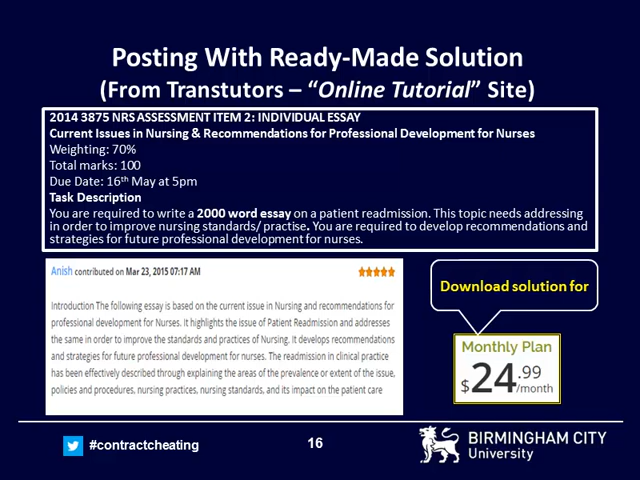 Posting With Ready-Made Solution
(From Transtutors – “Online Tutorial” Site)
2014 3875 NRS ASSESSMENT ITEM 2: INDIVIDUAL ESSAY
Current Issues in Nursing & Recommendations for Professional Development for Nurses
Weighting: 70%
Total marks: 100
Due Date: 16th May at 5pm
Task Description
You are required to write a 2000 word essay on a patient readmission. This topic needs addressing
in order to improve nursing standards/ practise. You are required to develop recommendations and
strategies for future professional development for nurses.
Anish contributed on Mar 23, 2015 07:17 AM
Introduction The following essay is based on the current issue in Nursing and recommendations for
professional development for Nurses. It highlights the issue of Patient Readmission and addresses
the same in order to improve the standards and practices of Nursing. It develops recommendations
and strategies for future professional development for nurses. The readmission in clinical practice
has been effectively described through explaining the areas of the prevalence or extent of the issue,
policies and procedures, nursing practices, nursing standards, and its impact on the patient care
Download solution for
Monthly Plan
$24.99/month
#contractcheating
16
BIRMINGHAM CITY
University